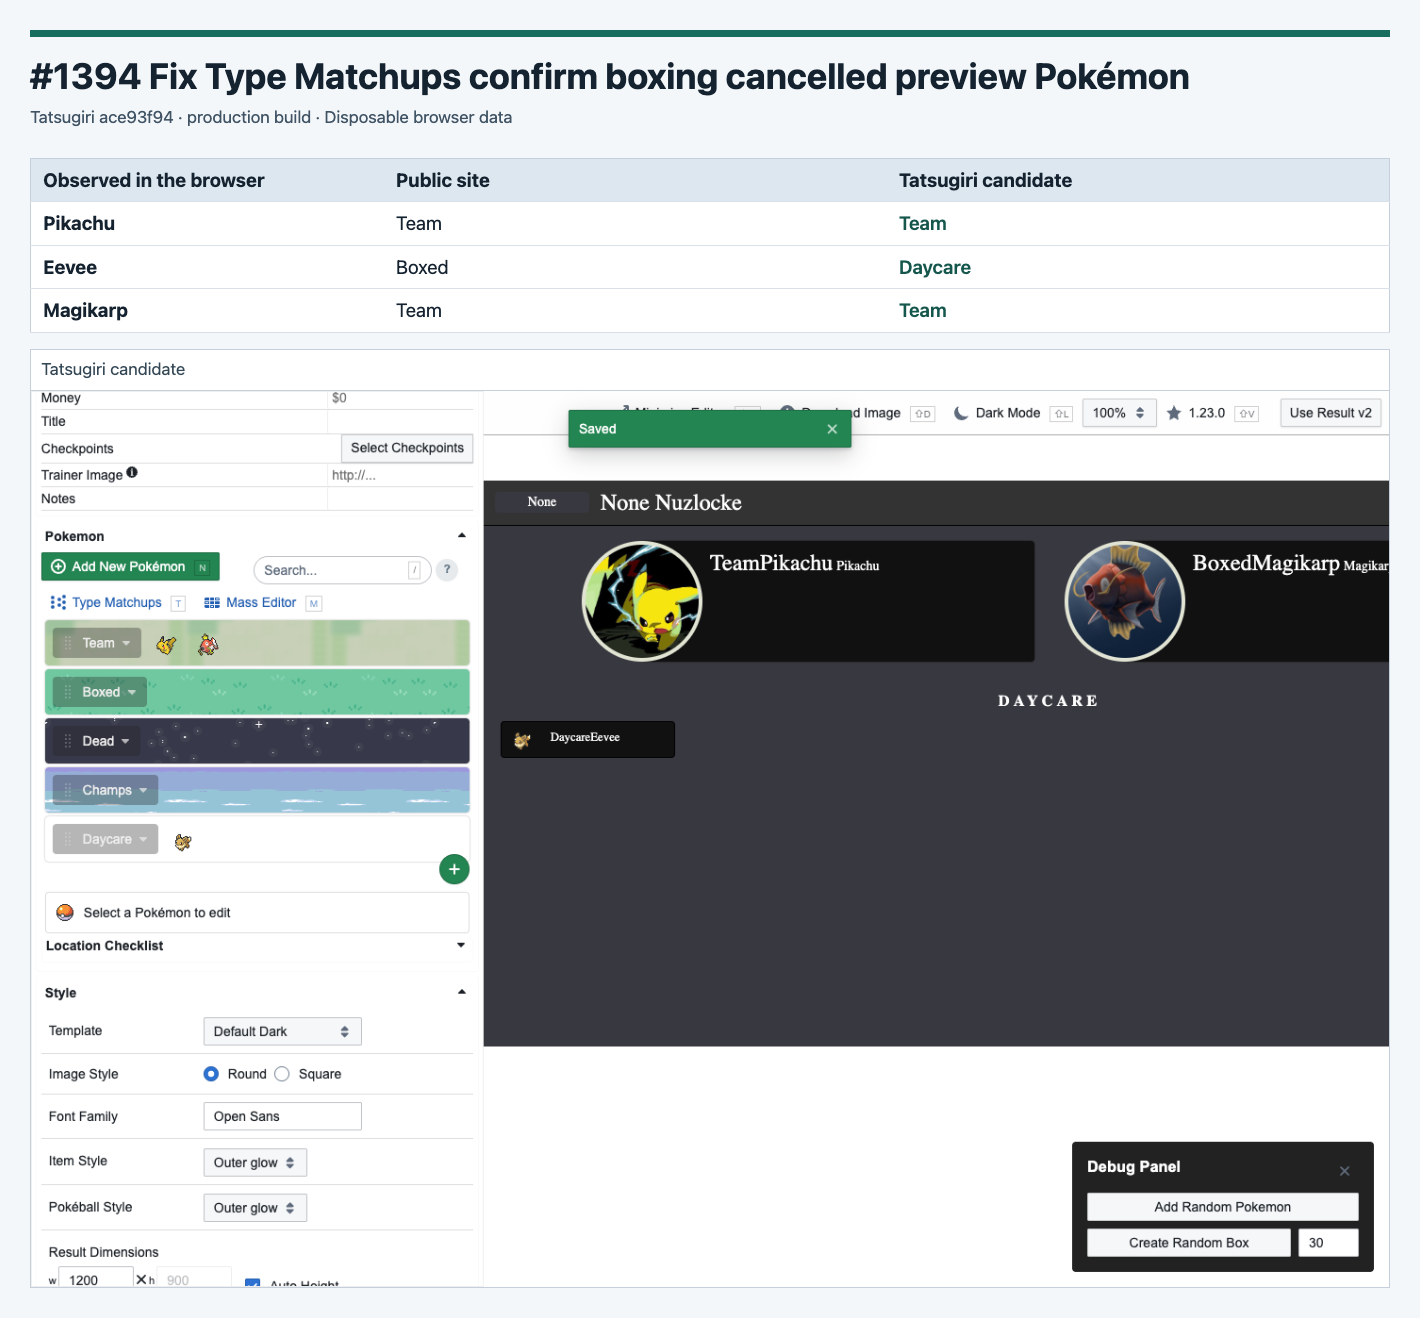 #1394 Fix Type Matchups confirm boxing cancelled preview Pokémon
Tatsugiri ace93f94 · production build · Disposable browser data
Observed in the browser Public site Tatsugiri candidate
Pikachu Team Team
Eevee Boxed Daycare
Magikarp Team Team
Tatsugiri candidate
Money $0
Title
Checkpoints Select Checkpoints
Trainer Image http://...
Notes
Pokemon
Add New Pokémon N
Search... / ?
Type Matchups T Mass Editor M
Team
Boxed
Dead
Champs
Daycare
+
Select a Pokémon to edit
Location Checklist
Style
Template Default Dark
Image Style Round Square
Font Family Open Sans
Item Style Outer glow
Pokéball Style Outer glow
Result Dimensions
w 1200 h 900 Auto Height
d Image ⇧D Dark Mode ⇧L 100% 1.23.0 ⇧V Use Result v2
Saved
None None Nuzlocke
TeamPikachu Pikachu
BoxedMagikarp Magikar
DAYCARE
DaycareEevee
Debug Panel
Add Random Pokemon
Create Random Box 30